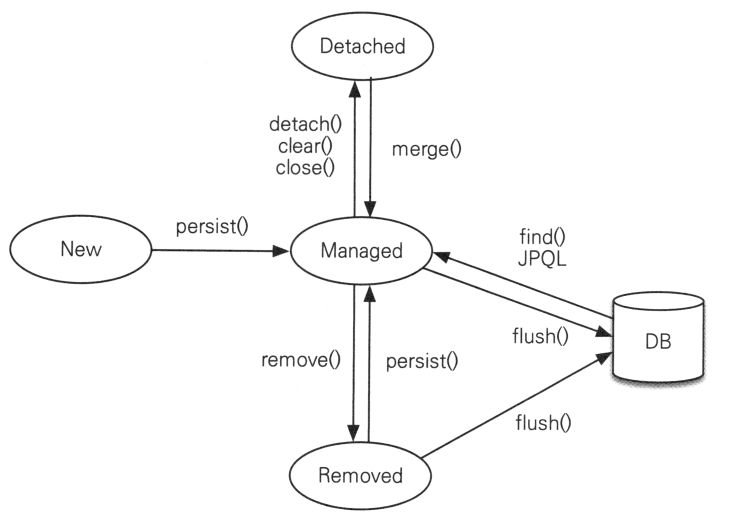 Detached
detach()
clear()
close()
merge()
persist()
New
Managed
find()
JPQL
flush()
DB
remove()
persist()
flush()
Removed